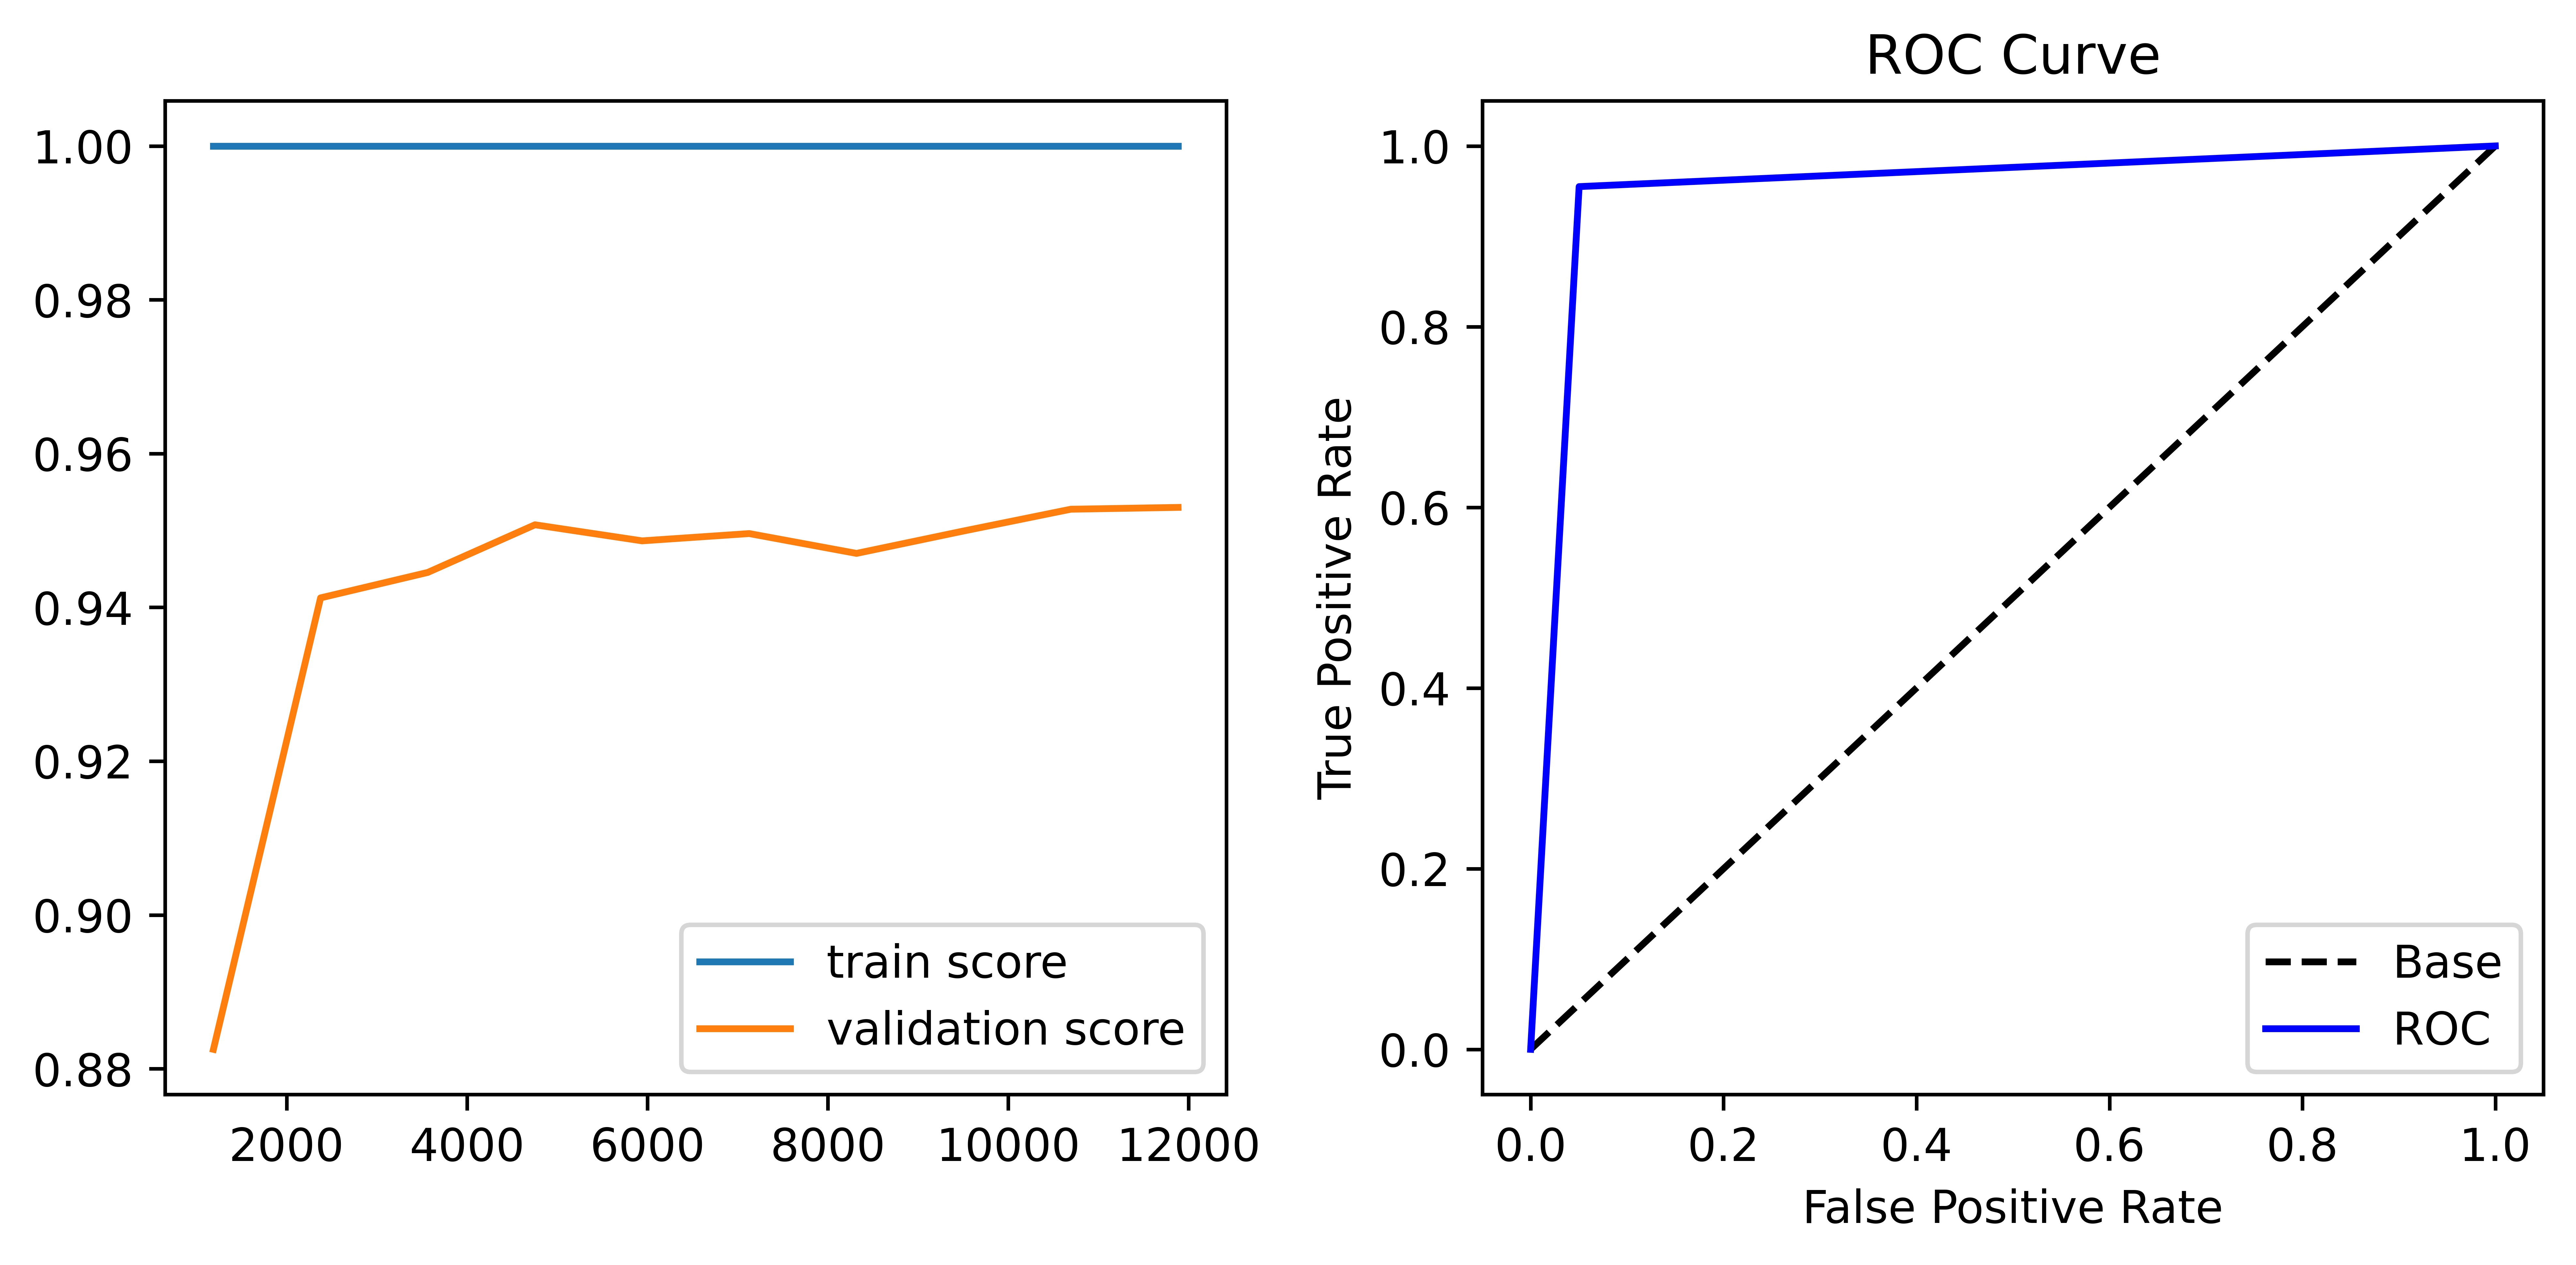 1.00
0.98
0.96
0.94
0.92
0.90
0.88
2000 4000 6000 8000 10000 12000
train score
validation score
ROC Curve
True Positive Rate
1.0
0.8
0.6
0.4
0.2
0.0
0.0 0.2 0.4 0.6 0.8 1.0
False Positive Rate
Base
ROC